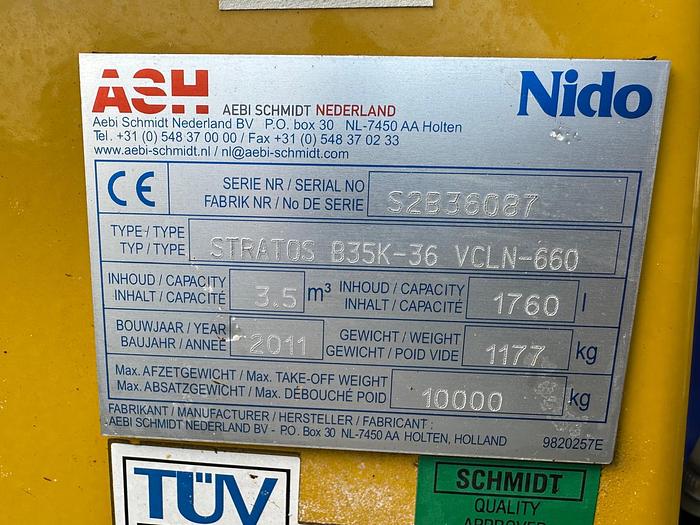 ASH AEBI SCHMIDT NEDERLAND Nido
Aebi Schmidt Nederland BV P.O. box 30 NL-7450 AA Holten
Tel. +31 (0) 548 37 00 00 / Fax +31 (0) 548 37 02 33
www.aebi-schmidt.nl / nl@aebi-schmidt.com
CE SERIE NR / SERIAL NO
FABRIK NR / No DE SERIE S2B36087
TYPE / TYPE
TYP / TYPE STRATOS B35K-36 VCLN-660
INHOUD / CAPACITY
INHALT / CAPACITÉ 3.5 m³ INHOUD / CAPACITY
INHALT / CAPACITÉ 1760 l
BOUWJAAR / YEAR
BAUJAHR / ANNÉE 2011 GEWICHT / WEIGHT
GEWICHT / POID VIDE 1177 kg
Max. AFZETGEWICHT / Max. TAKE-OFF WEIGHT
Max. ABSATZGEWICHT / Max. DÉBOUCHÉ POID 10000 kg
FABRIKANT / MANUFACTURER / HERSTELLER / FABRICANT :
AEBI SCHMIDT NEDERLAND BV - P.O. Box 30 NL-7450 AA HOLTEN, HOLLAND 9820257E
TÜV
SCHMIDT
QUALITY
APPROVED